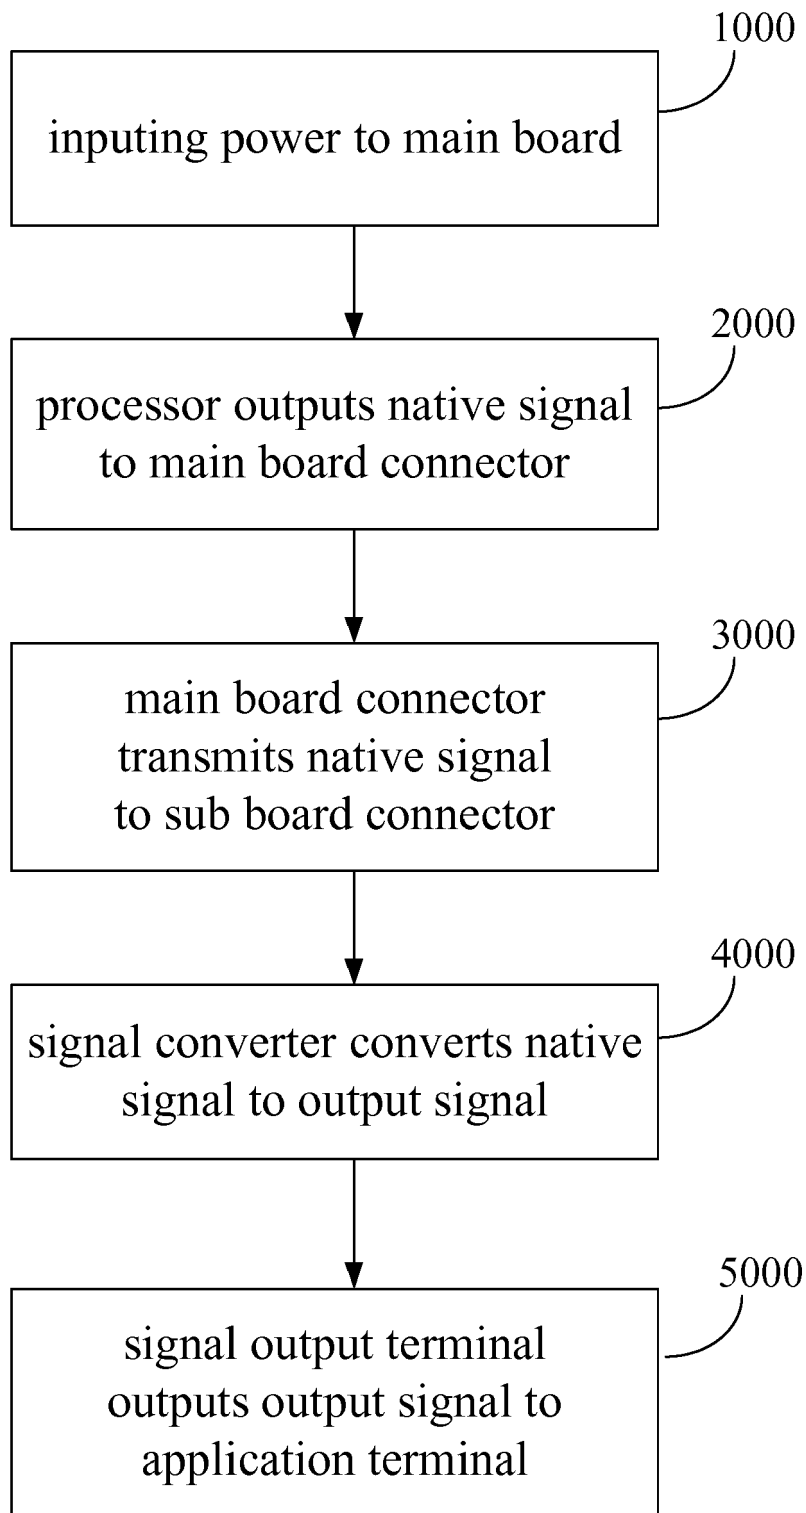 1000
inputing power to main board
2000
processor outputs native signal
to main board connector
3000
main board connector
transmits native signal
to sub board connector
4000
signal converter converts native
signal to output signal
5000
signal output terminal
outputs output signal to
application terminal